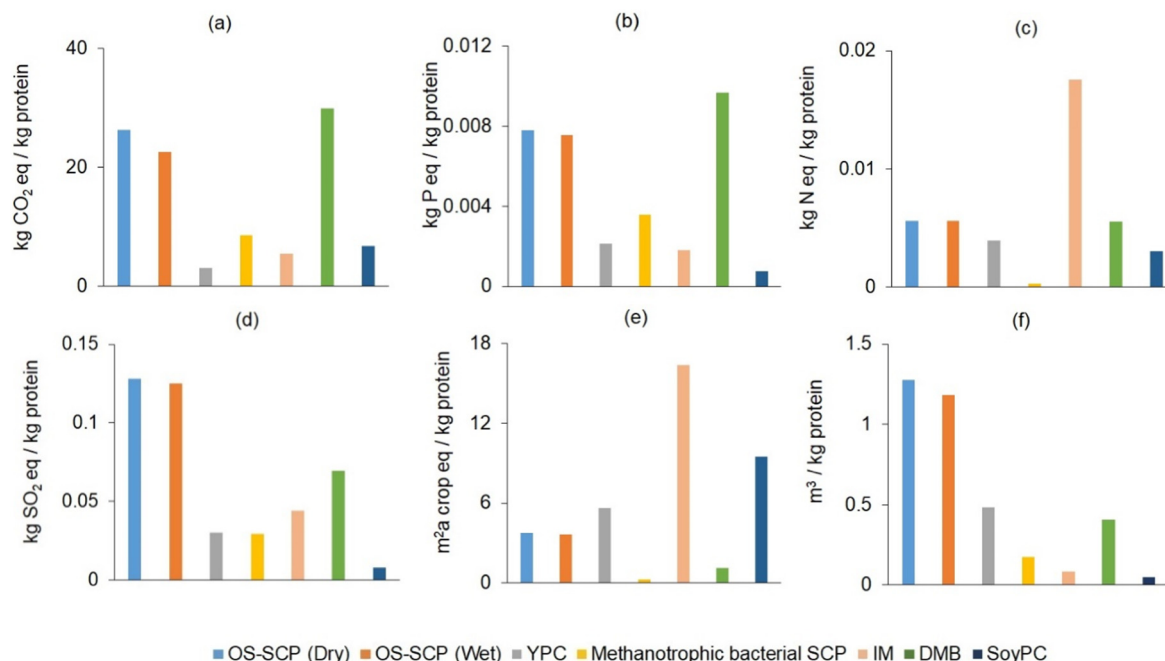 (a)
40
20
0
kg CO₂ eq / kg protein
(b)
0.012
0.008
0.004
0
kg P eq / kg protein
(c)
0.02
0.01
0
kg N eq / kg protein
(d)
0.15
0.1
0.05
0
kg SO₂ eq / kg protein
(e)
18
12
6
0
m²a crop eq / kg protein
(f)
1.5
1
0.5
0
m³ / kg protein
OS-SCP (Dry) OS-SCP (Wet) YPC Methanotrophic bacterial SCP IM DMB SoyPC